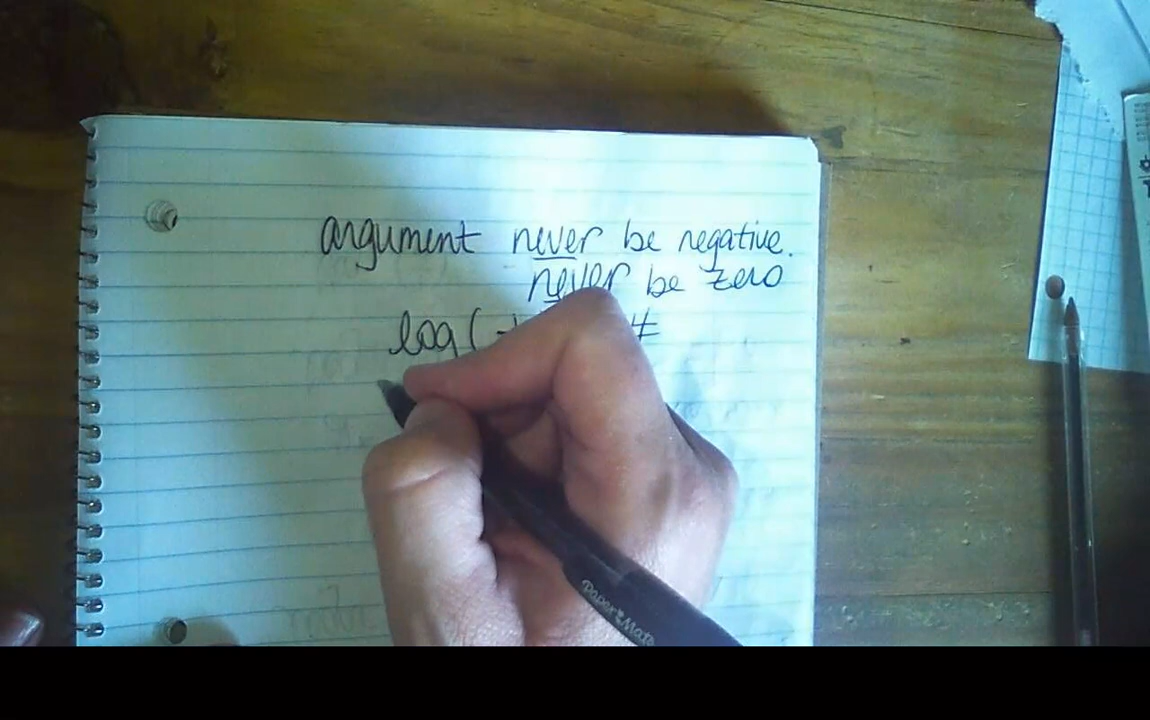 argument never be negative.
never be zero
log( #
PaperMate